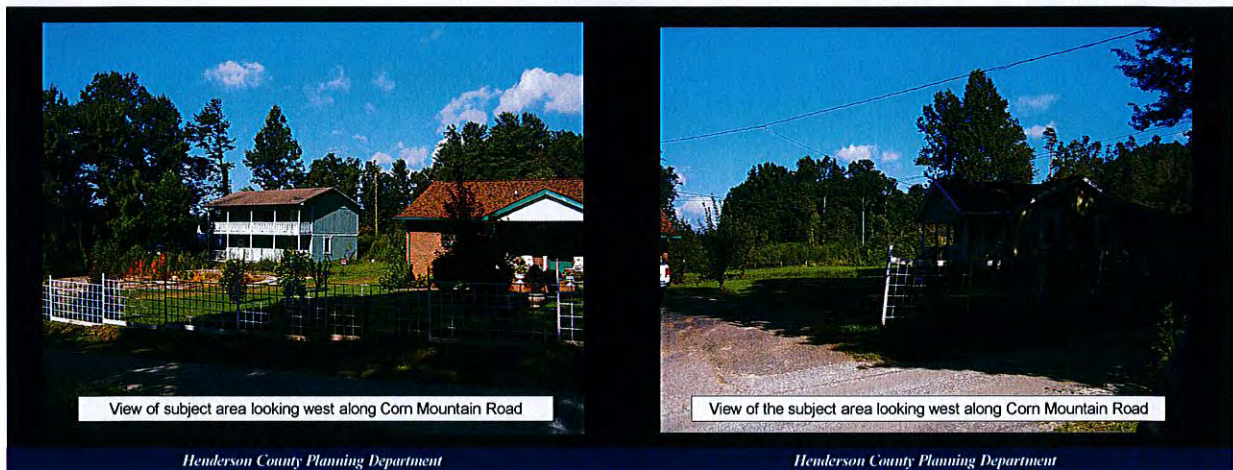 View of subject area looking west along Corn Mountain Road
Henderson County Planning Department
View of the subject area looking west along Corn Mountain Road
Henderson County Planning Department